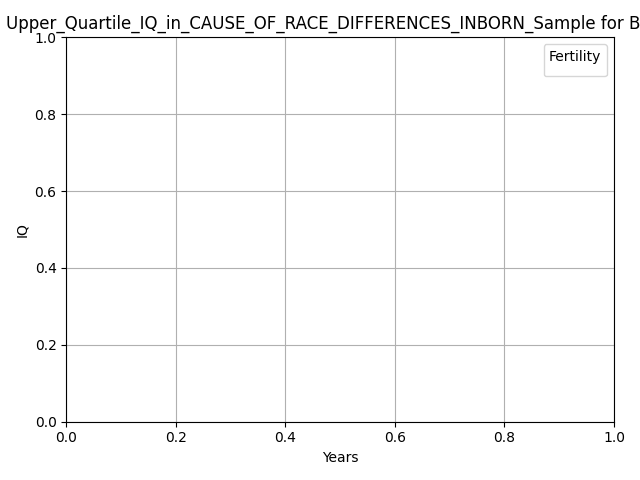 Upper_Quartile_IQ_in_CAUSE_OF_RACE_DIFFERENCES_INBORN_Sample for B
Fertility
1.0
0.8
0.6
0.4
0.2
0.0
IQ
0.0 0.2 0.4 0.6 0.8 1.0
Years